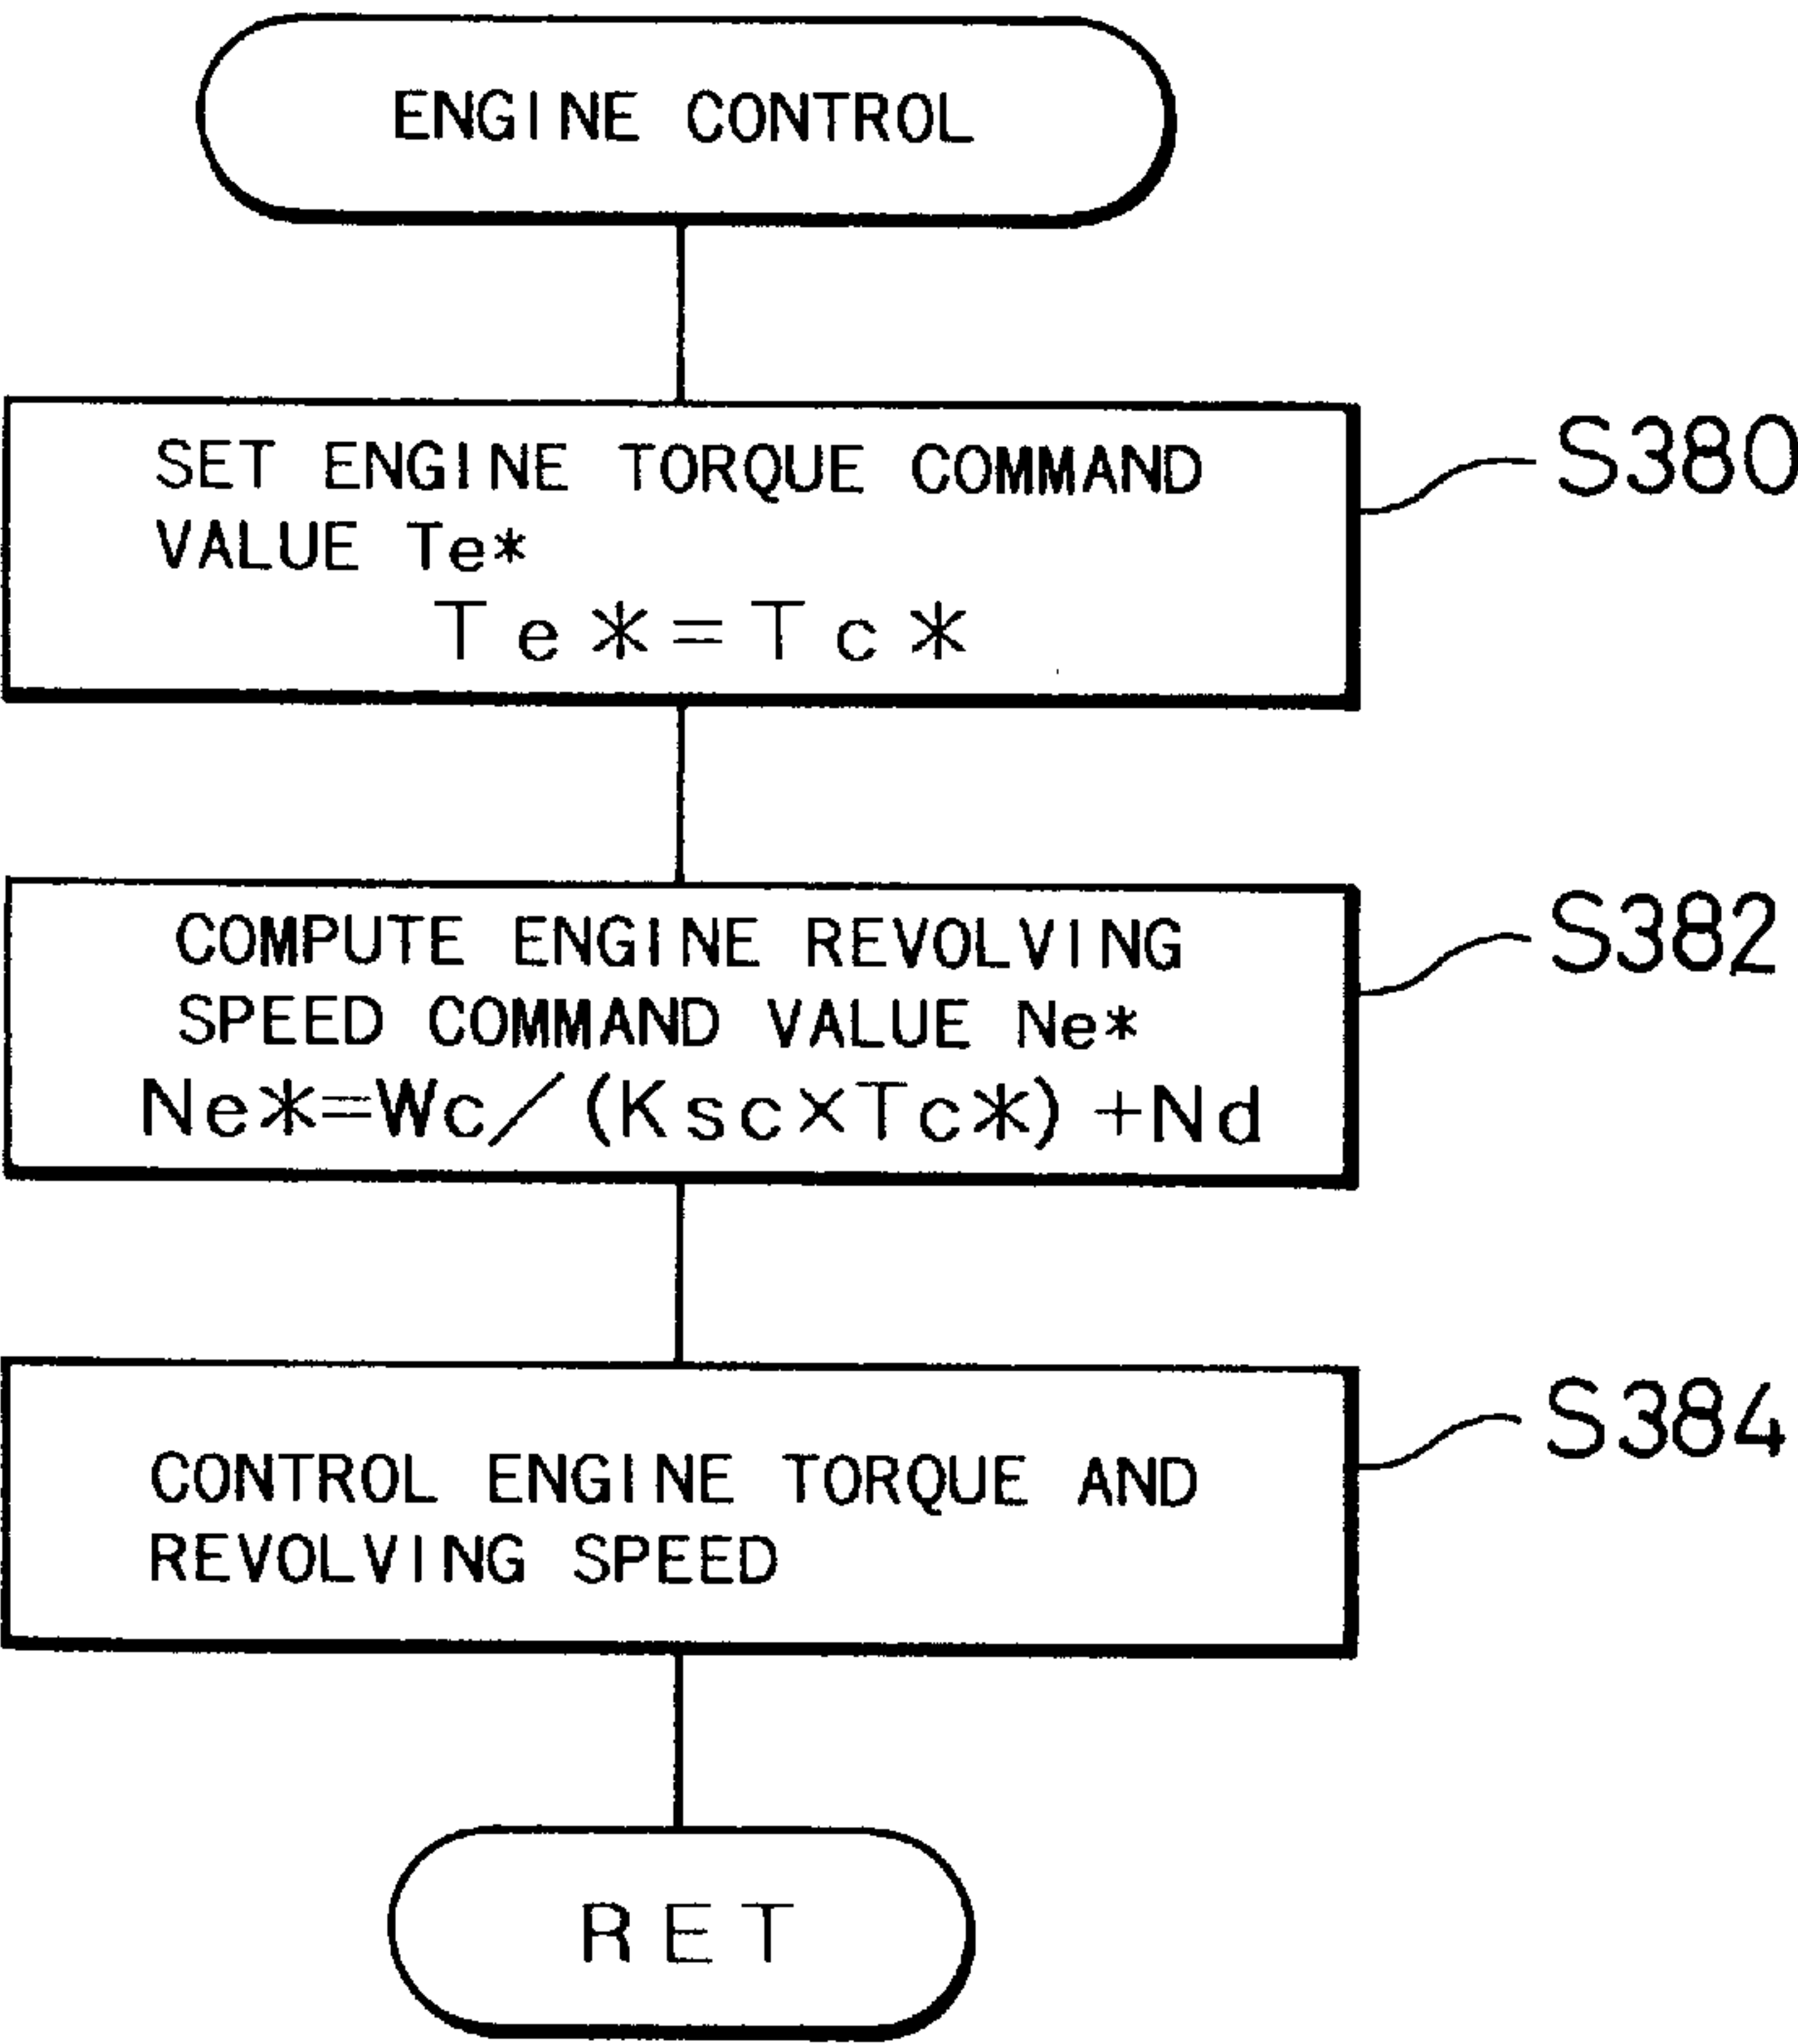 ENGINE CONTROL
SET ENGINE TORQUE COMMAND
VALUE Te*
Te*=Tc*
S380
COMPUTE ENGINE REVOLVING
SPEED COMMAND VALUE Ne*
Ne*=Wc/(Ksc×Tc*)+Nd
S382
CONTROL ENGINE TORQUE AND
REVOLVING SPEED
S384
RET